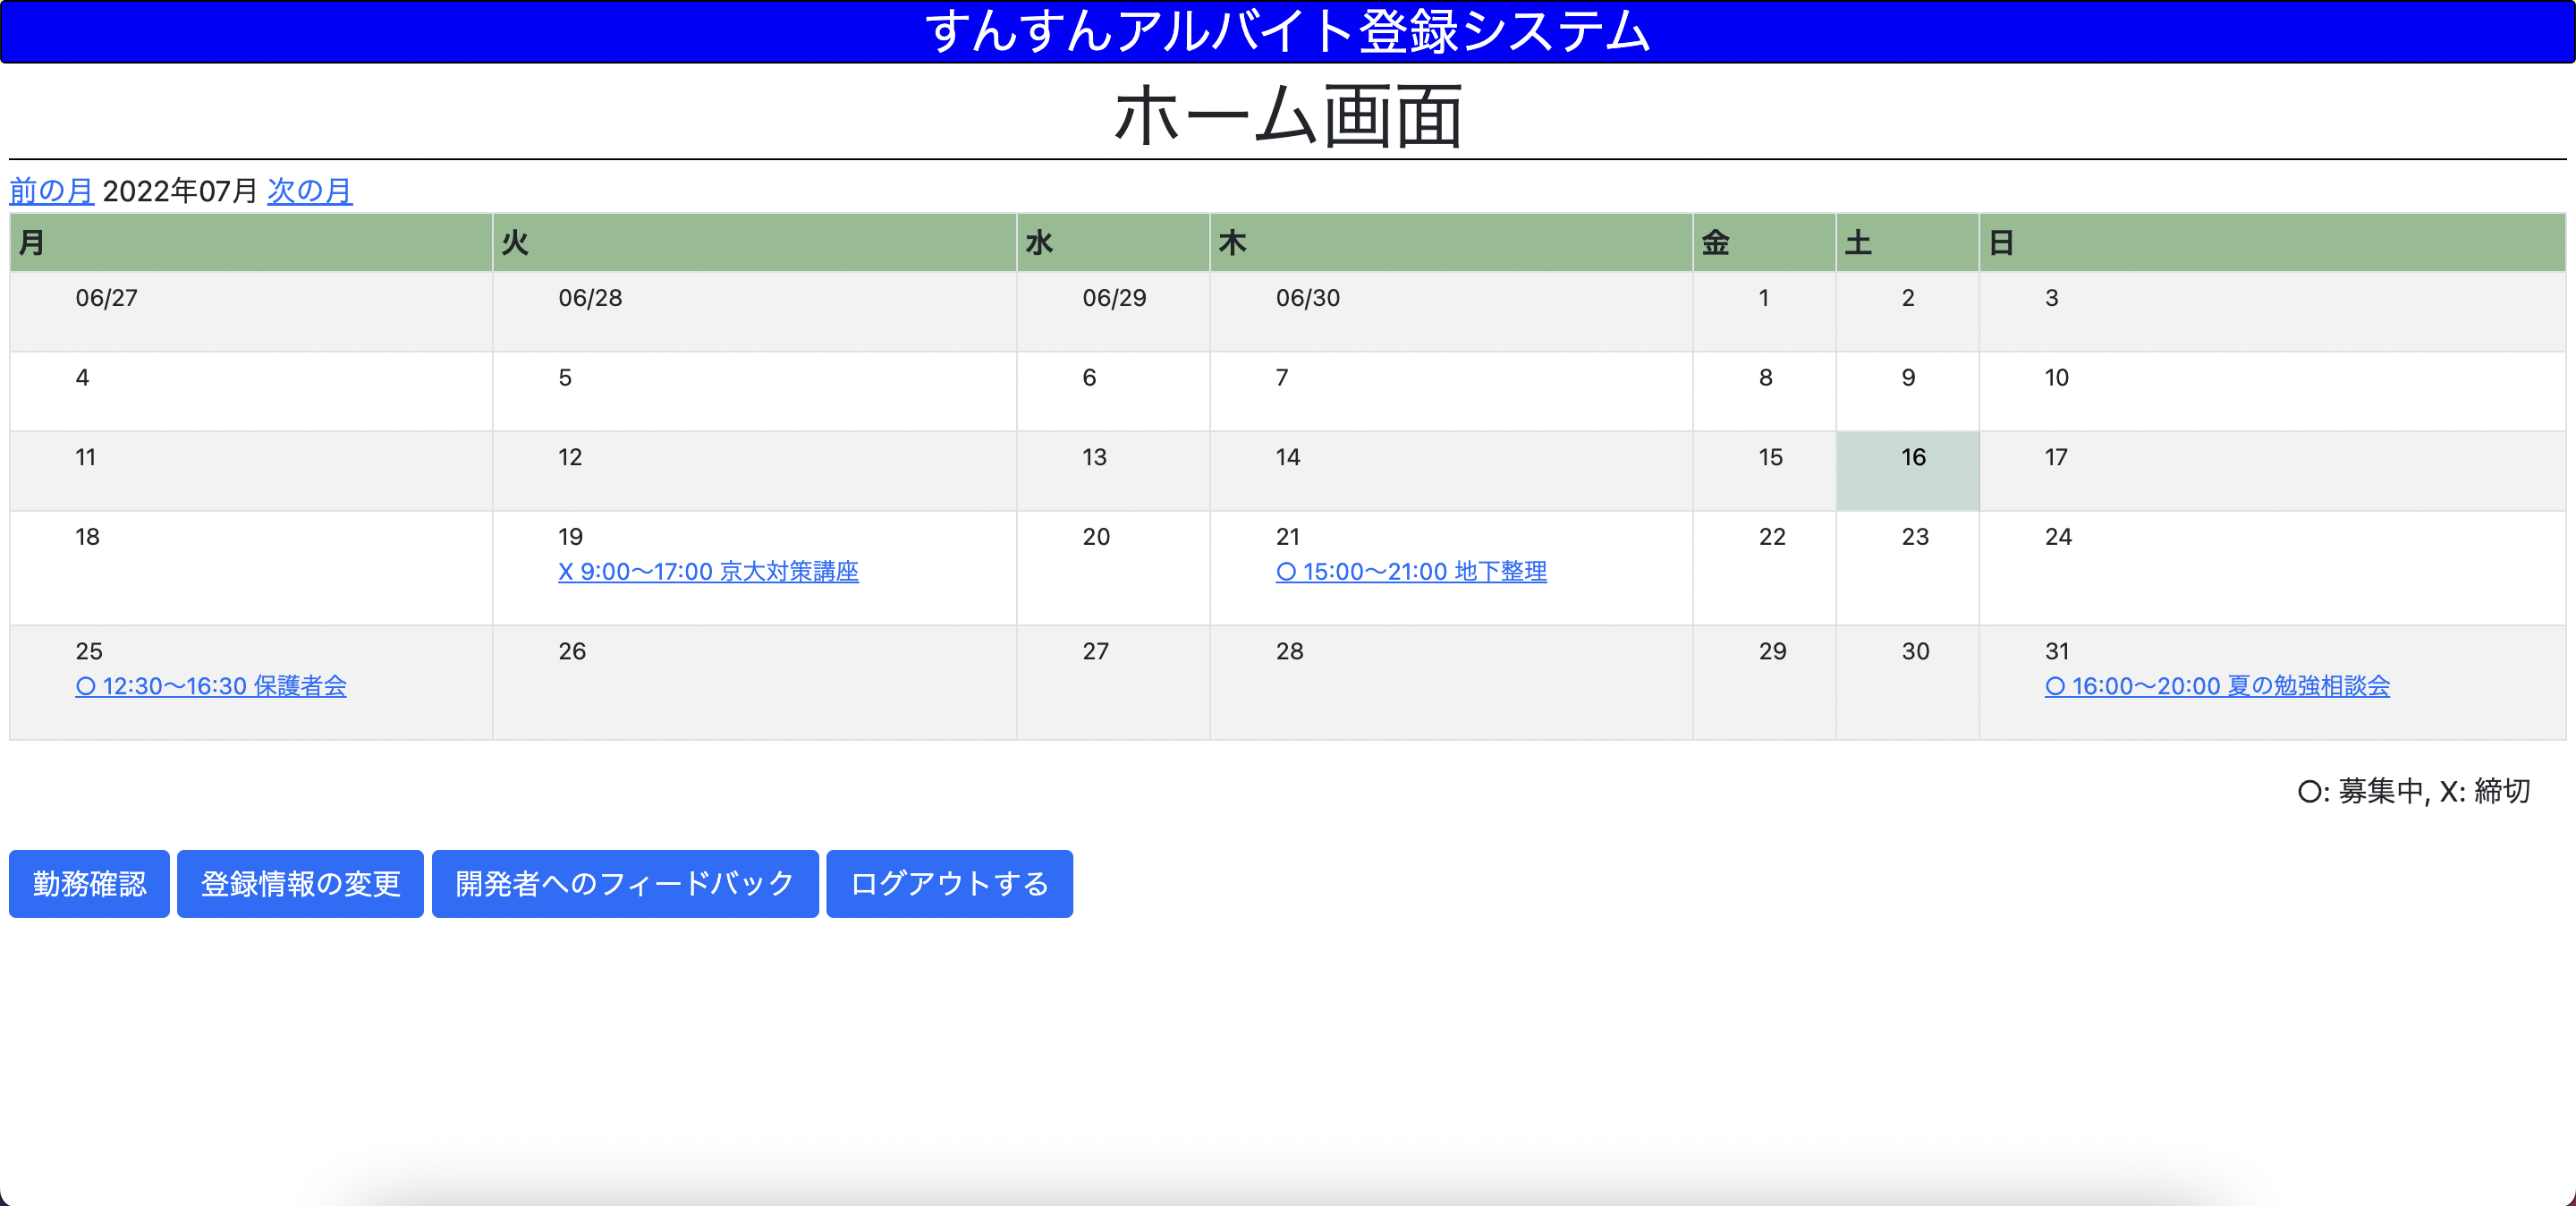 すんすんアルバイト登録システム
ホーム画面
前の月 2022年07月 次の月
月 火 水 木 金 土 日
06/27 06/28 06/29 06/30 1 2 3
4 5 6 7 8 9 10
11 12 13 14 15 16 17
18 19 20 21 22 23 24
X 9:00〜17:00 京大対策講座 〇 15:00〜21:00 地下整理
25 26 27 28 29 30 31
〇 12:30〜16:30 保護者会 〇 16:00〜20:00 夏の勉強相談会
〇: 募集中, X: 締切
勤務確認 登録情報の変更 開発者へのフィードバック ログアウトする